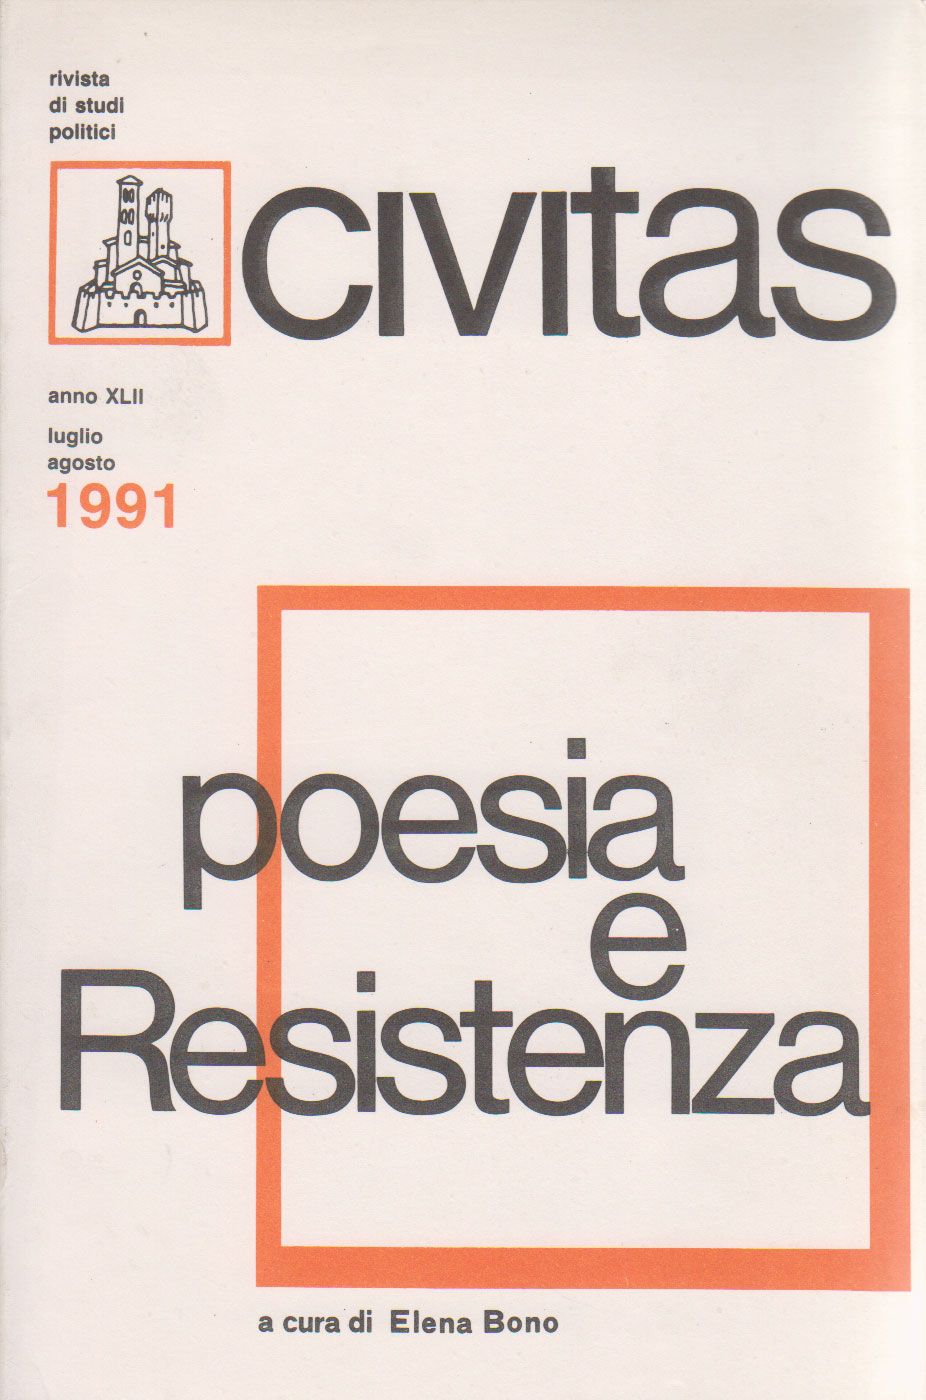 rivista
di studi
politici
civitas
anno XLII
luglio
agosto
1991
poesia
e
Resistenza
a cura di Elena Bono